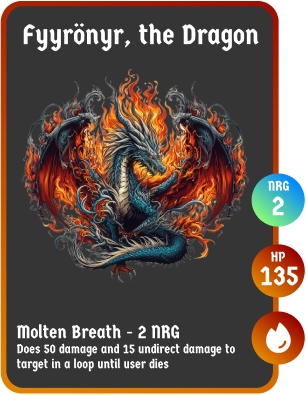 Fyyrönyr, the Dragon
NRG
2
HP
135
Molten Breath - 2 NRG
Does 50 damage and 15 undirect damage to
target in a loop until user dies